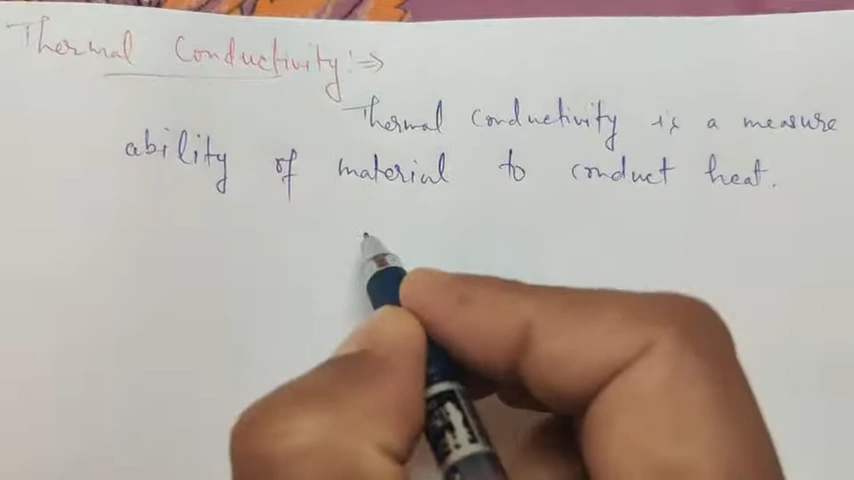 Thermal Conductivity :⇒
Thermal conductivity is a measure
ability of material to conduct heat.